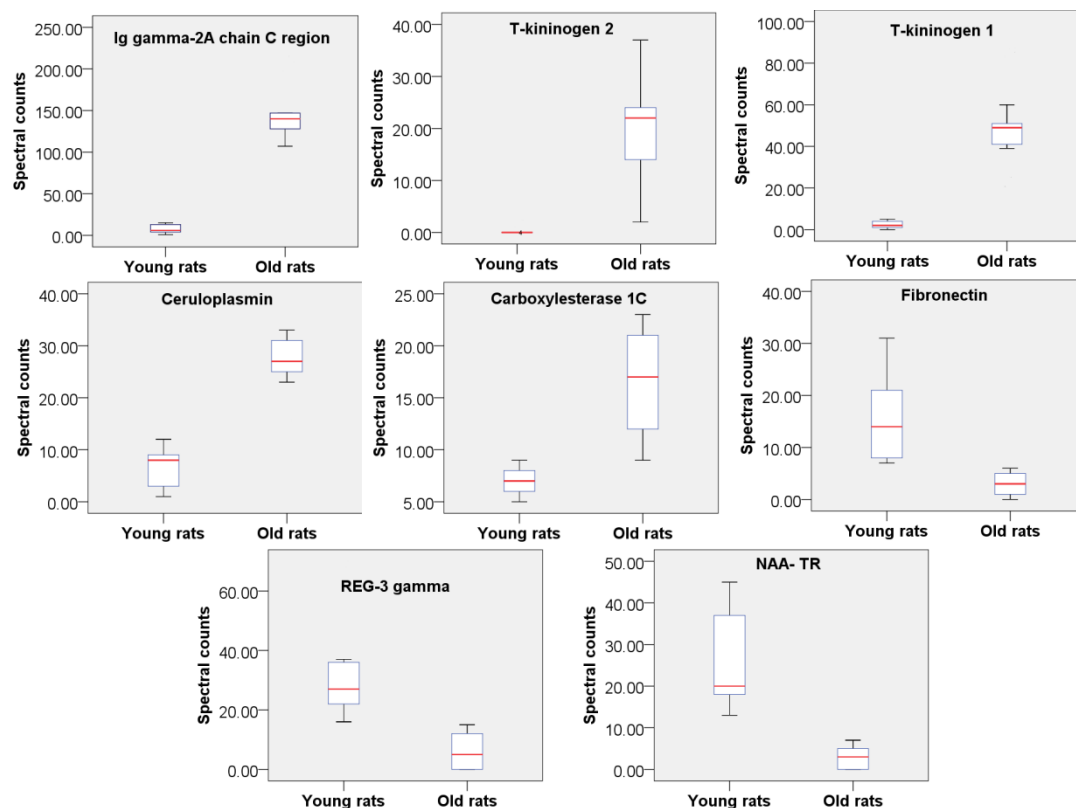 Ig gamma-2A chain C region
Spectral counts
250.00
200.00
150.00
100.00
50.00
0.00
Young rats
Old rats
T-kininogen 2
Spectral counts
40.00
30.00
20.00
10.00
0.00
Young rats
Old rats
T-kininogen 1
Spectral counts
100.00
80.00
60.00
40.00
20.00
0.00
Young rats
Old rats
Ceruloplasmin
Spectral counts
40.00
30.00
20.00
10.00
0.00
Young rats
Old rats
Carboxylesterase 1C
Spectral counts
25.00
20.00
15.00
10.00
5.00
Young rats
Old rats
Fibronectin
Spectral counts
40.00
30.00
20.00
10.00
0.00
Young rats
Old rats
REG-3 gamma
Spectral counts
60.00
40.00
20.00
0.00
Young rats
Old rats
NAA- TR
Spectral counts
50.00
40.00
30.00
20.00
10.00
0.00
Young rats
Old rats